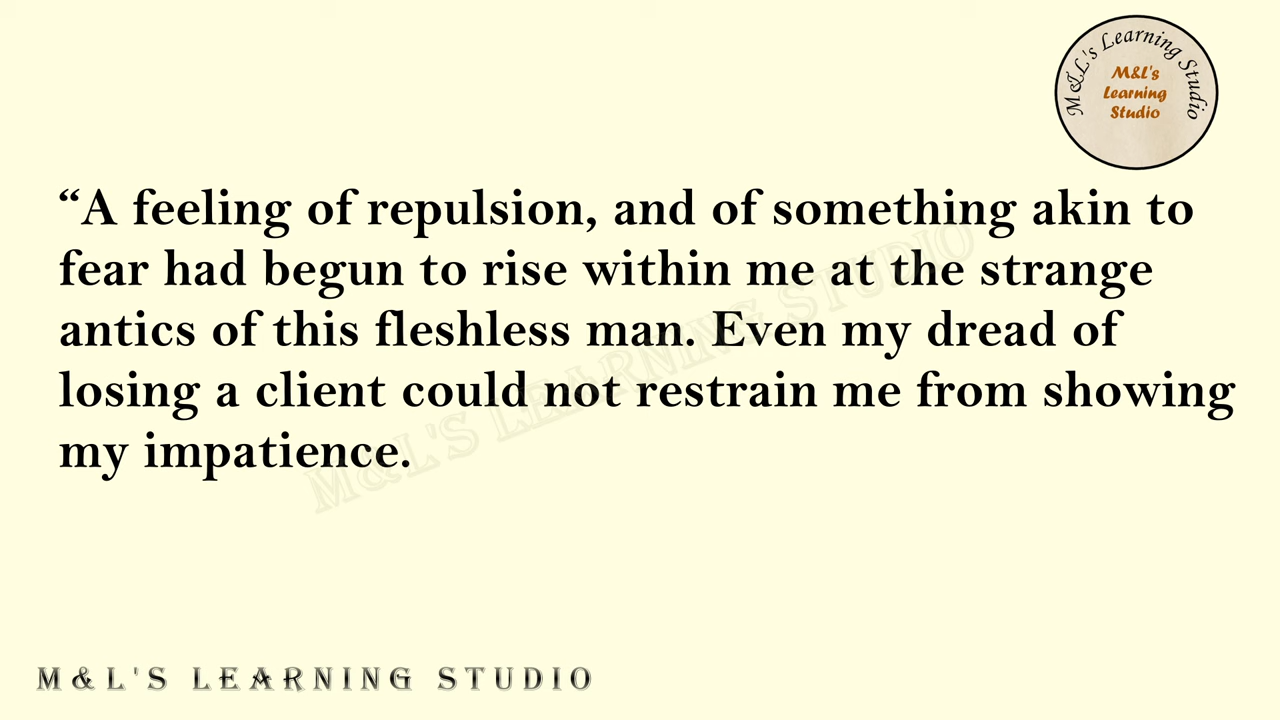 M&L's Learning Studio
M&L's
Learning
Studio
“A feeling of repulsion, and of something akin to
fear had begun to rise within me at the strange
antics of this fleshless man. Even my dread of
losing a client could not restrain me from showing
my impatience.
M&L'S LEARNING STUDIO
M&L'S LEARNING STUDIO